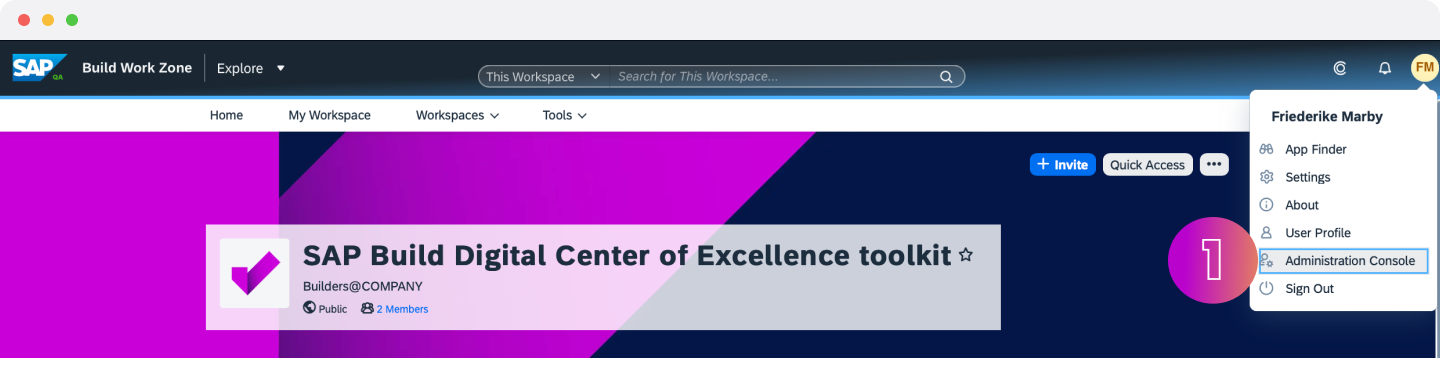 SAP QA Build Work Zone Explore This Workspace Search for This Workspace... FM
Home My Workspace Workspaces Tools
Friederike Marby
App Finder
Settings
About
User Profile
Administration Console
Sign Out
+ Invite Quick Access •••
1
SAP Build Digital Center of Excellence toolkit
Builders@COMPANY
Public 2 Members